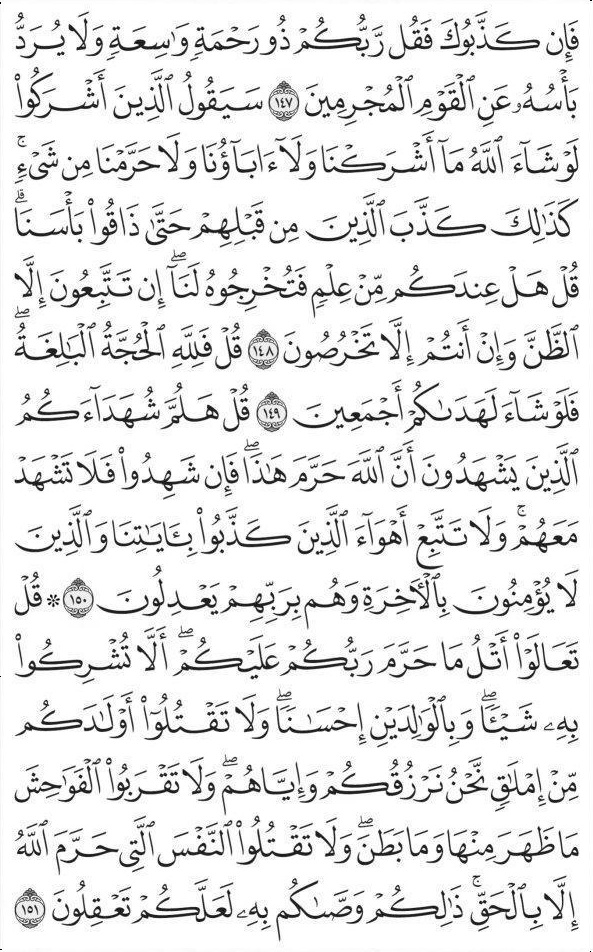 فَإِن كَذَّبُوكَ فَقُل رَّبُّكُمْ ذُو رَحْمَةٍ وَٰسِعَةٍ وَلَا يُرَدُّ
بَأْسُهُۥ عَنِ ٱلْقَوْمِ ٱلْمُجْرِمِينَ ١٤٧ سَيَقُولُ ٱلَّذِينَ أَشْرَكُوا۟
لَوْ شَآءَ ٱللَّهُ مَآ أَشْرَكْنَا وَلَآ ءَابَآؤُنَا وَلَا حَرَّمْنَا مِن شَىْءٍۚ
كَذَٰلِكَ كَذَّبَ ٱلَّذِينَ مِن قَبْلِهِمْ حَتَّىٰ ذَاقُوا۟ بَأْسَنَاۗ
قُلْ هَلْ عِندَكُم مِّنْ عِلْمٍ فَتُخْرِجُوهُ لَنَآۖ إِن تَتَّبِعُونَ إِلَّا
ٱلظَّنَّ وَإِنْ أَنتُمْ إِلَّا تَخْرُصُونَ ١٤٨ قُلْ فَلِلَّهِ ٱلْحُجَّةُ ٱلْبَٰلِغَةُۖ
فَلَوْ شَآءَ لَهَدَىٰكُمْ أَجْمَعِينَ ١٤٩ قُلْ هَلُمَّ شُهَدَآءَكُمُ
ٱلَّذِينَ يَشْهَدُونَ أَنَّ ٱللَّهَ حَرَّمَ هَٰذَاۖ فَإِن شَهِدُوا۟ فَلَا تَشْهَدْ
مَعَهُمْۚ وَلَا تَتَّبِعْ أَهْوَآءَ ٱلَّذِينَ كَذَّبُوا۟ بِـَٔايَٰتِنَا وَٱلَّذِينَ
لَا يُؤْمِنُونَ بِٱلْءَاخِرَةِ وَهُم بِرَبِّهِمْ يَعْدِلُونَ ١٥٠ * قُلْ
تَعَالَوْا۟ أَتْلُ مَا حَرَّمَ رَبُّكُمْ عَلَيْكُمْۖ أَلَّا تُشْرِكُوا۟
بِهِۦ شَيْـًٔاۖ وَبِٱلْوَٰلِدَيْنِ إِحْسَٰنًاۖ وَلَا تَقْتُلُوٓا۟ أَوْلَٰدَكُم
مِّنْ إِمْلَٰقٍۖ نَّحْنُ نَرْزُقُكُمْ وَإِيَّاهُمْۖ وَلَا تَقْرَبُوا۟ ٱلْفَوَٰحِشَ
مَا ظَهَرَ مِنْهَا وَمَا بَطَنَۖ وَلَا تَقْتُلُوا۟ ٱلنَّفْسَ ٱلَّتِى حَرَّمَ ٱللَّهُ
إِلَّا بِٱلْحَقِّۚ ذَٰلِكُمْ وَصَّىٰكُم بِهِۦ لَعَلَّكُمْ تَعْقِلُونَ ١٥١